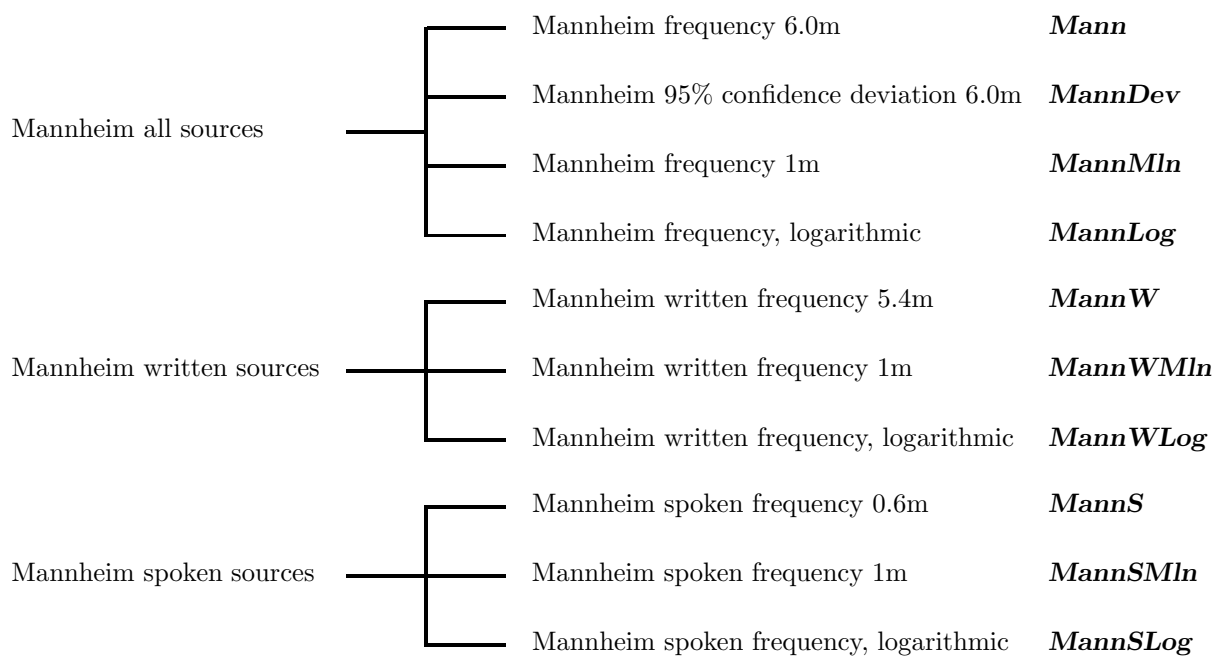 Mannheim frequency 6.0m Mann
Mannheim 95% confidence deviation 6.0m MannDev
Mannheim all sources
Mannheim frequency 1m MannMln
Mannheim frequency, logarithmic MannLog
Mannheim written frequency 5.4m MannW
Mannheim written sources Mannheim written frequency 1m MannWMln
Mannheim written frequency, logarithmic MannWLog
Mannheim spoken frequency 0.6m MannS
Mannheim spoken sources Mannheim spoken frequency 1m MannSMln
Mannheim spoken frequency, logarithmic MannSLog